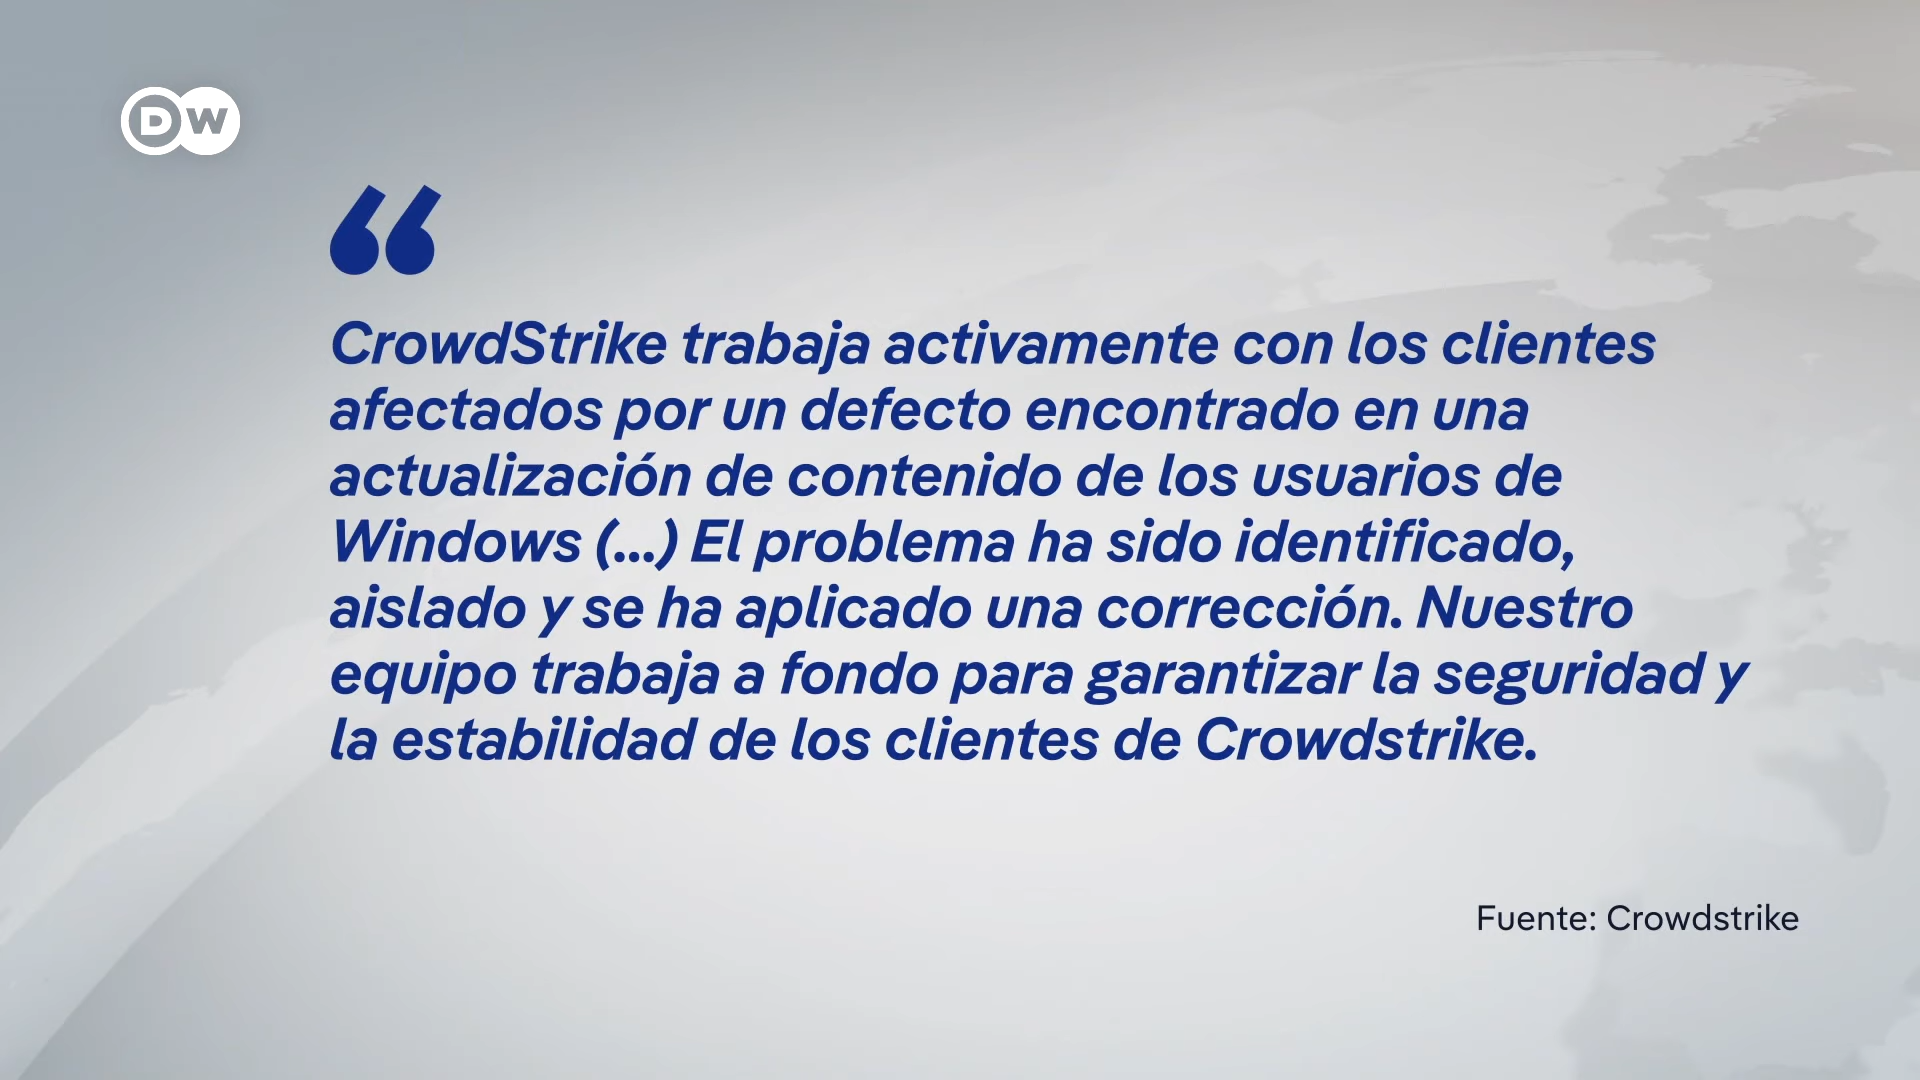 DW
“
CrowdStrike trabaja activamente con los clientes
afectados por un defecto encontrado en una
actualización de contenido de los usuarios de
Windows (...) El problema ha sido identificado,
aislado y se ha aplicado una corrección. Nuestro
equipo trabaja a fondo para garantizar la seguridad y
la estabilidad de los clientes de Crowdstrike.
Fuente: Crowdstrike